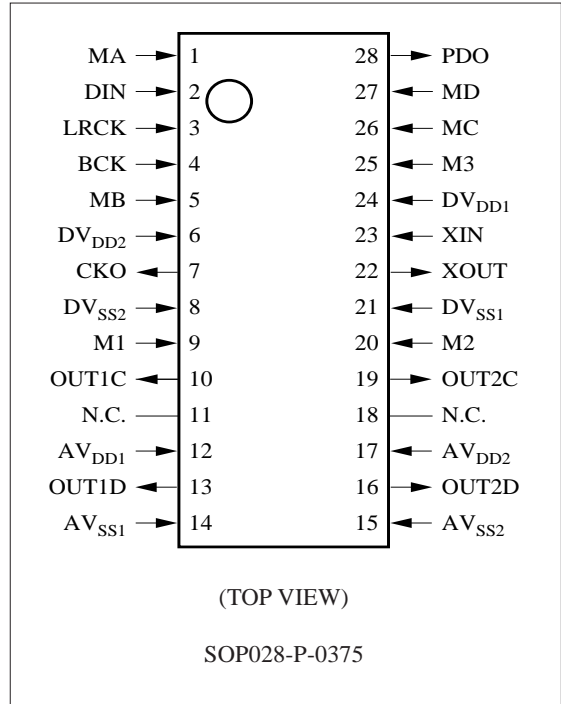 MA 1 28 PDO
DIN 2 27 MD
LRCK 3 26 MC
BCK 4 25 M3
MB 5 24 DVDD1
DVDD2 6 23 XIN
CKO 7 22 XOUT
DVSS2 8 21 DVSS1
M1 9 20 M2
OUT1C 10 19 OUT2C
N.C. 11 18 N.C.
AVDD1 12 17 AVDD2
OUT1D 13 16 OUT2D
AVSS1 14 15 AVSS2
(TOP VIEW)
SOP028-P-0375